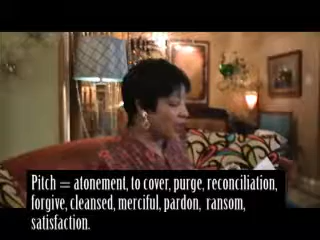 Pitch = atonement, to cover, purge, reconciliation,
forgive, cleansed, merciful, pardon, ransom,
satisfaction.